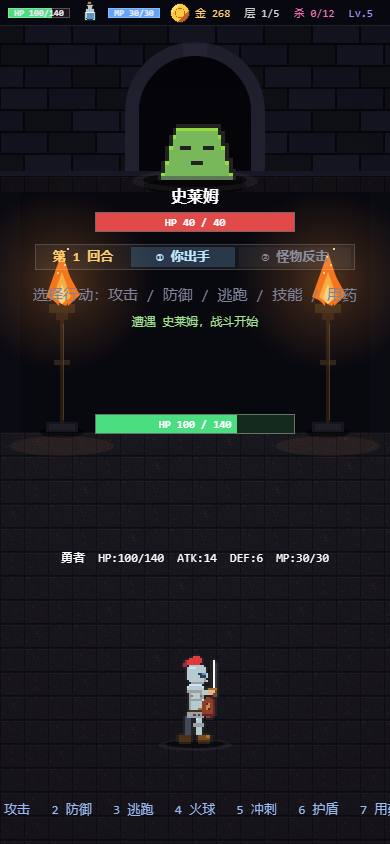 HP 100/140 MP 30/30 金 268 层 1/5 杀 0/12 Lv.5
史莱姆
HP 40 / 40
第 1 回合 ① 你出手 ② 怪物反击
选择行动: 攻击 / 防御 / 逃跑 / 技能 / 用药
遭遇 史莱姆，战斗开始
HP 100 / 140
勇者 HP:100/140 ATK:14 DEF:6 MP:30/30
攻击 2 防御 3 逃跑 4 火球 5 冲刺 6 护盾 7 用药